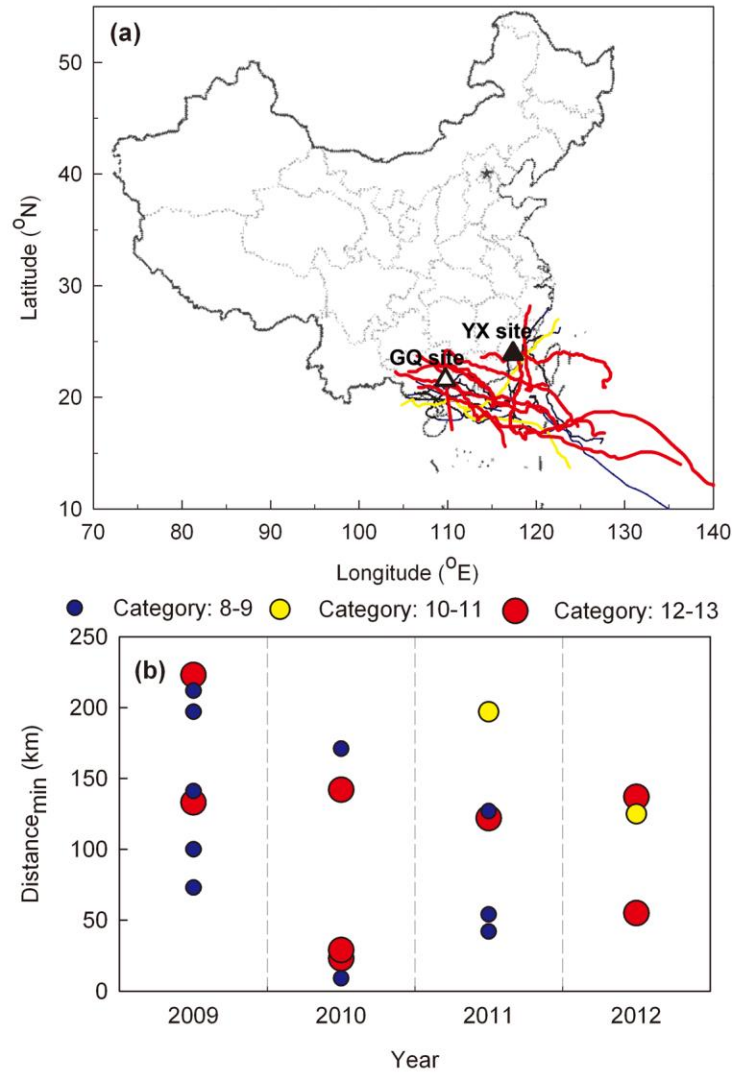 (a)
50
40
30
20
10
Latitude (°N)
YX site
GQ site
70 80 90 100 110 120 130 140
Longitude (°E)
Category: 8-9 Category: 10-11 Category: 12-13
(b)
250
200
150
100
50
0
Distancemin (km)
2009 2010 2011 2012
Year